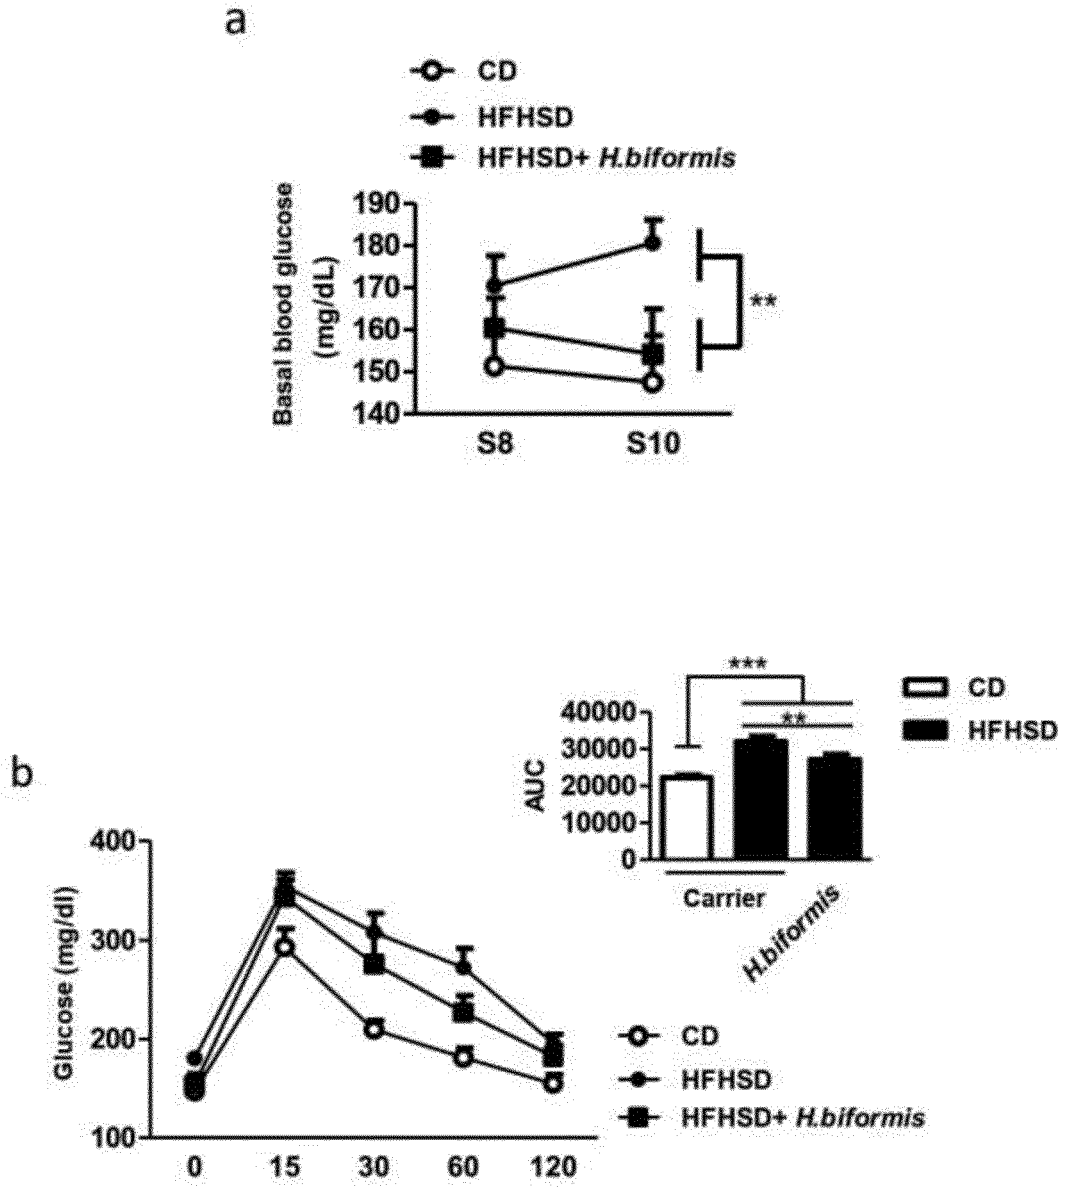 a
CD
HFHSD
HFHSD+ H.biformis
Basal blood glucose
(mg/dL)
190
180
170
160
150
140
**
S8
S10
b
***
**
CD
HFHSD
AUC
40000
30000
20000
10000
0
Carrier
H.biformis
Glucose (mg/dl)
400
300
200
100
0
15
30
60
120
CD
HFHSD
HFHSD+ H.biformis